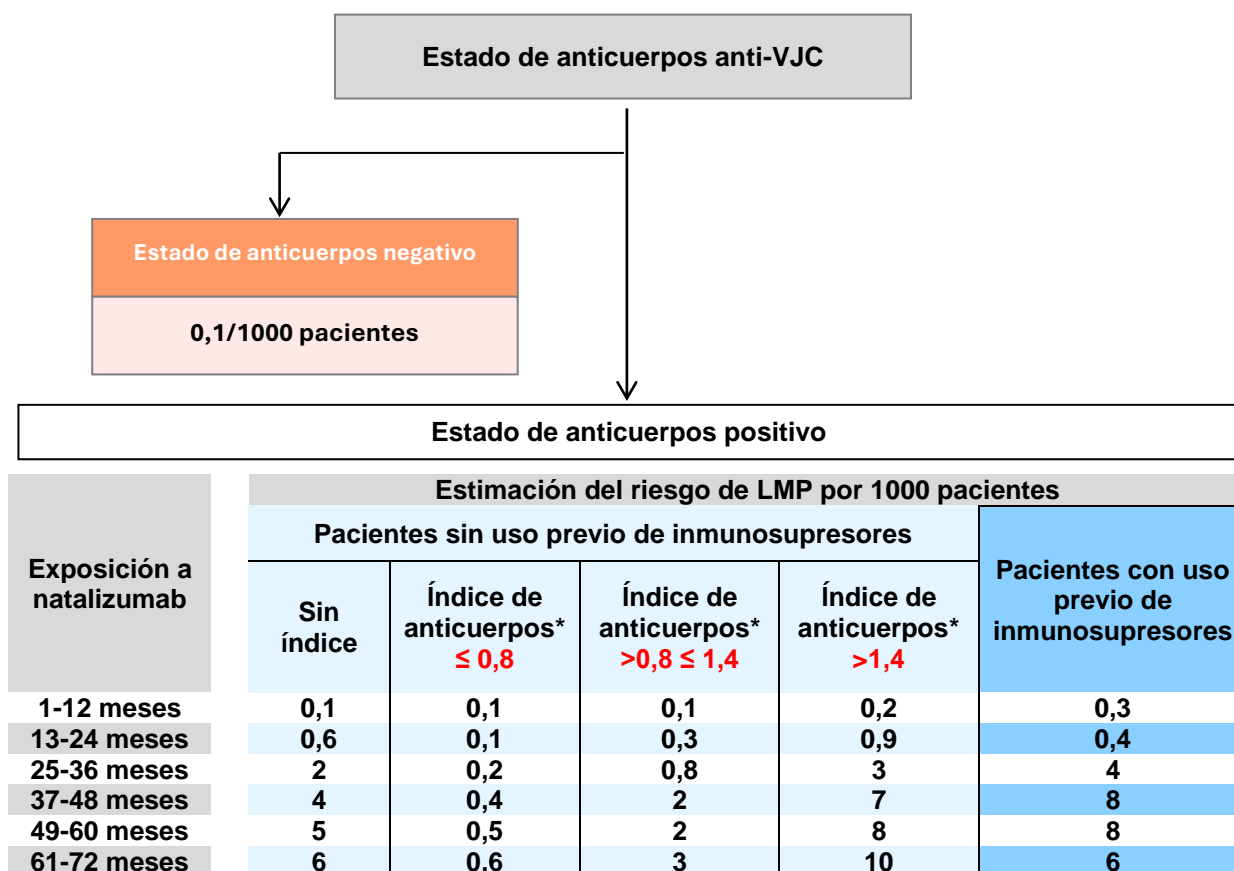 Estado de anticuerpos anti-VJC
Estado de anticuerpos negativo
0,1/1000 pacientes
Estado de anticuerpos positivo
Exposición a
natalizumab
Estimación del riesgo de LMP por 1000 pacientes
Pacientes sin uso previo de inmunosupresores
Pacientes con uso
previo de
inmunosupresores
Sin
índice
Índice de
anticuerpos*
≤ 0,8
Índice de
anticuerpos*
>0,8 ≤ 1,4
Índice de
anticuerpos*
>1,4
1-12 meses 0,1 0,1 0,1 0,2 0,3
13-24 meses 0,6 0,1 0,3 0,9 0,4
25-36 meses 2 0,2 0,8 3 4
37-48 meses 4 0,4 2 7 8
49-60 meses 5 0,5 2 8 8
61-72 meses 6 0,6 3 10 6